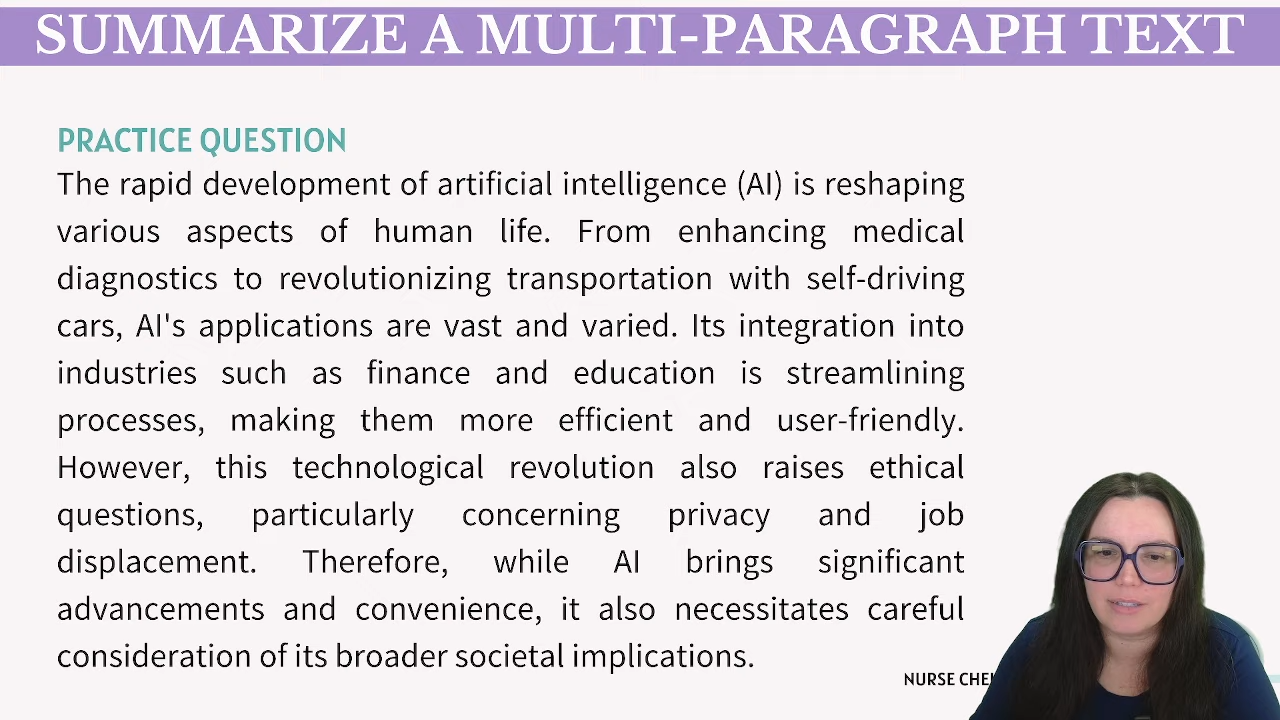 SUMMARIZE A MULTI-PARAGRAPH TEXT
PRACTICE QUESTION
The rapid development of artificial intelligence (AI) is reshaping
various aspects of human life. From enhancing medical
diagnostics to revolutionizing transportation with self-driving
cars, AI's applications are vast and varied. Its integration into
industries such as finance and education is streamlining
processes, making them more efficient and user-friendly.
However, this technological revolution also raises ethical
questions, particularly concerning privacy and job
displacement. Therefore, while AI brings significant
advancements and convenience, it also necessitates careful
consideration of its broader societal implications.
NURSE